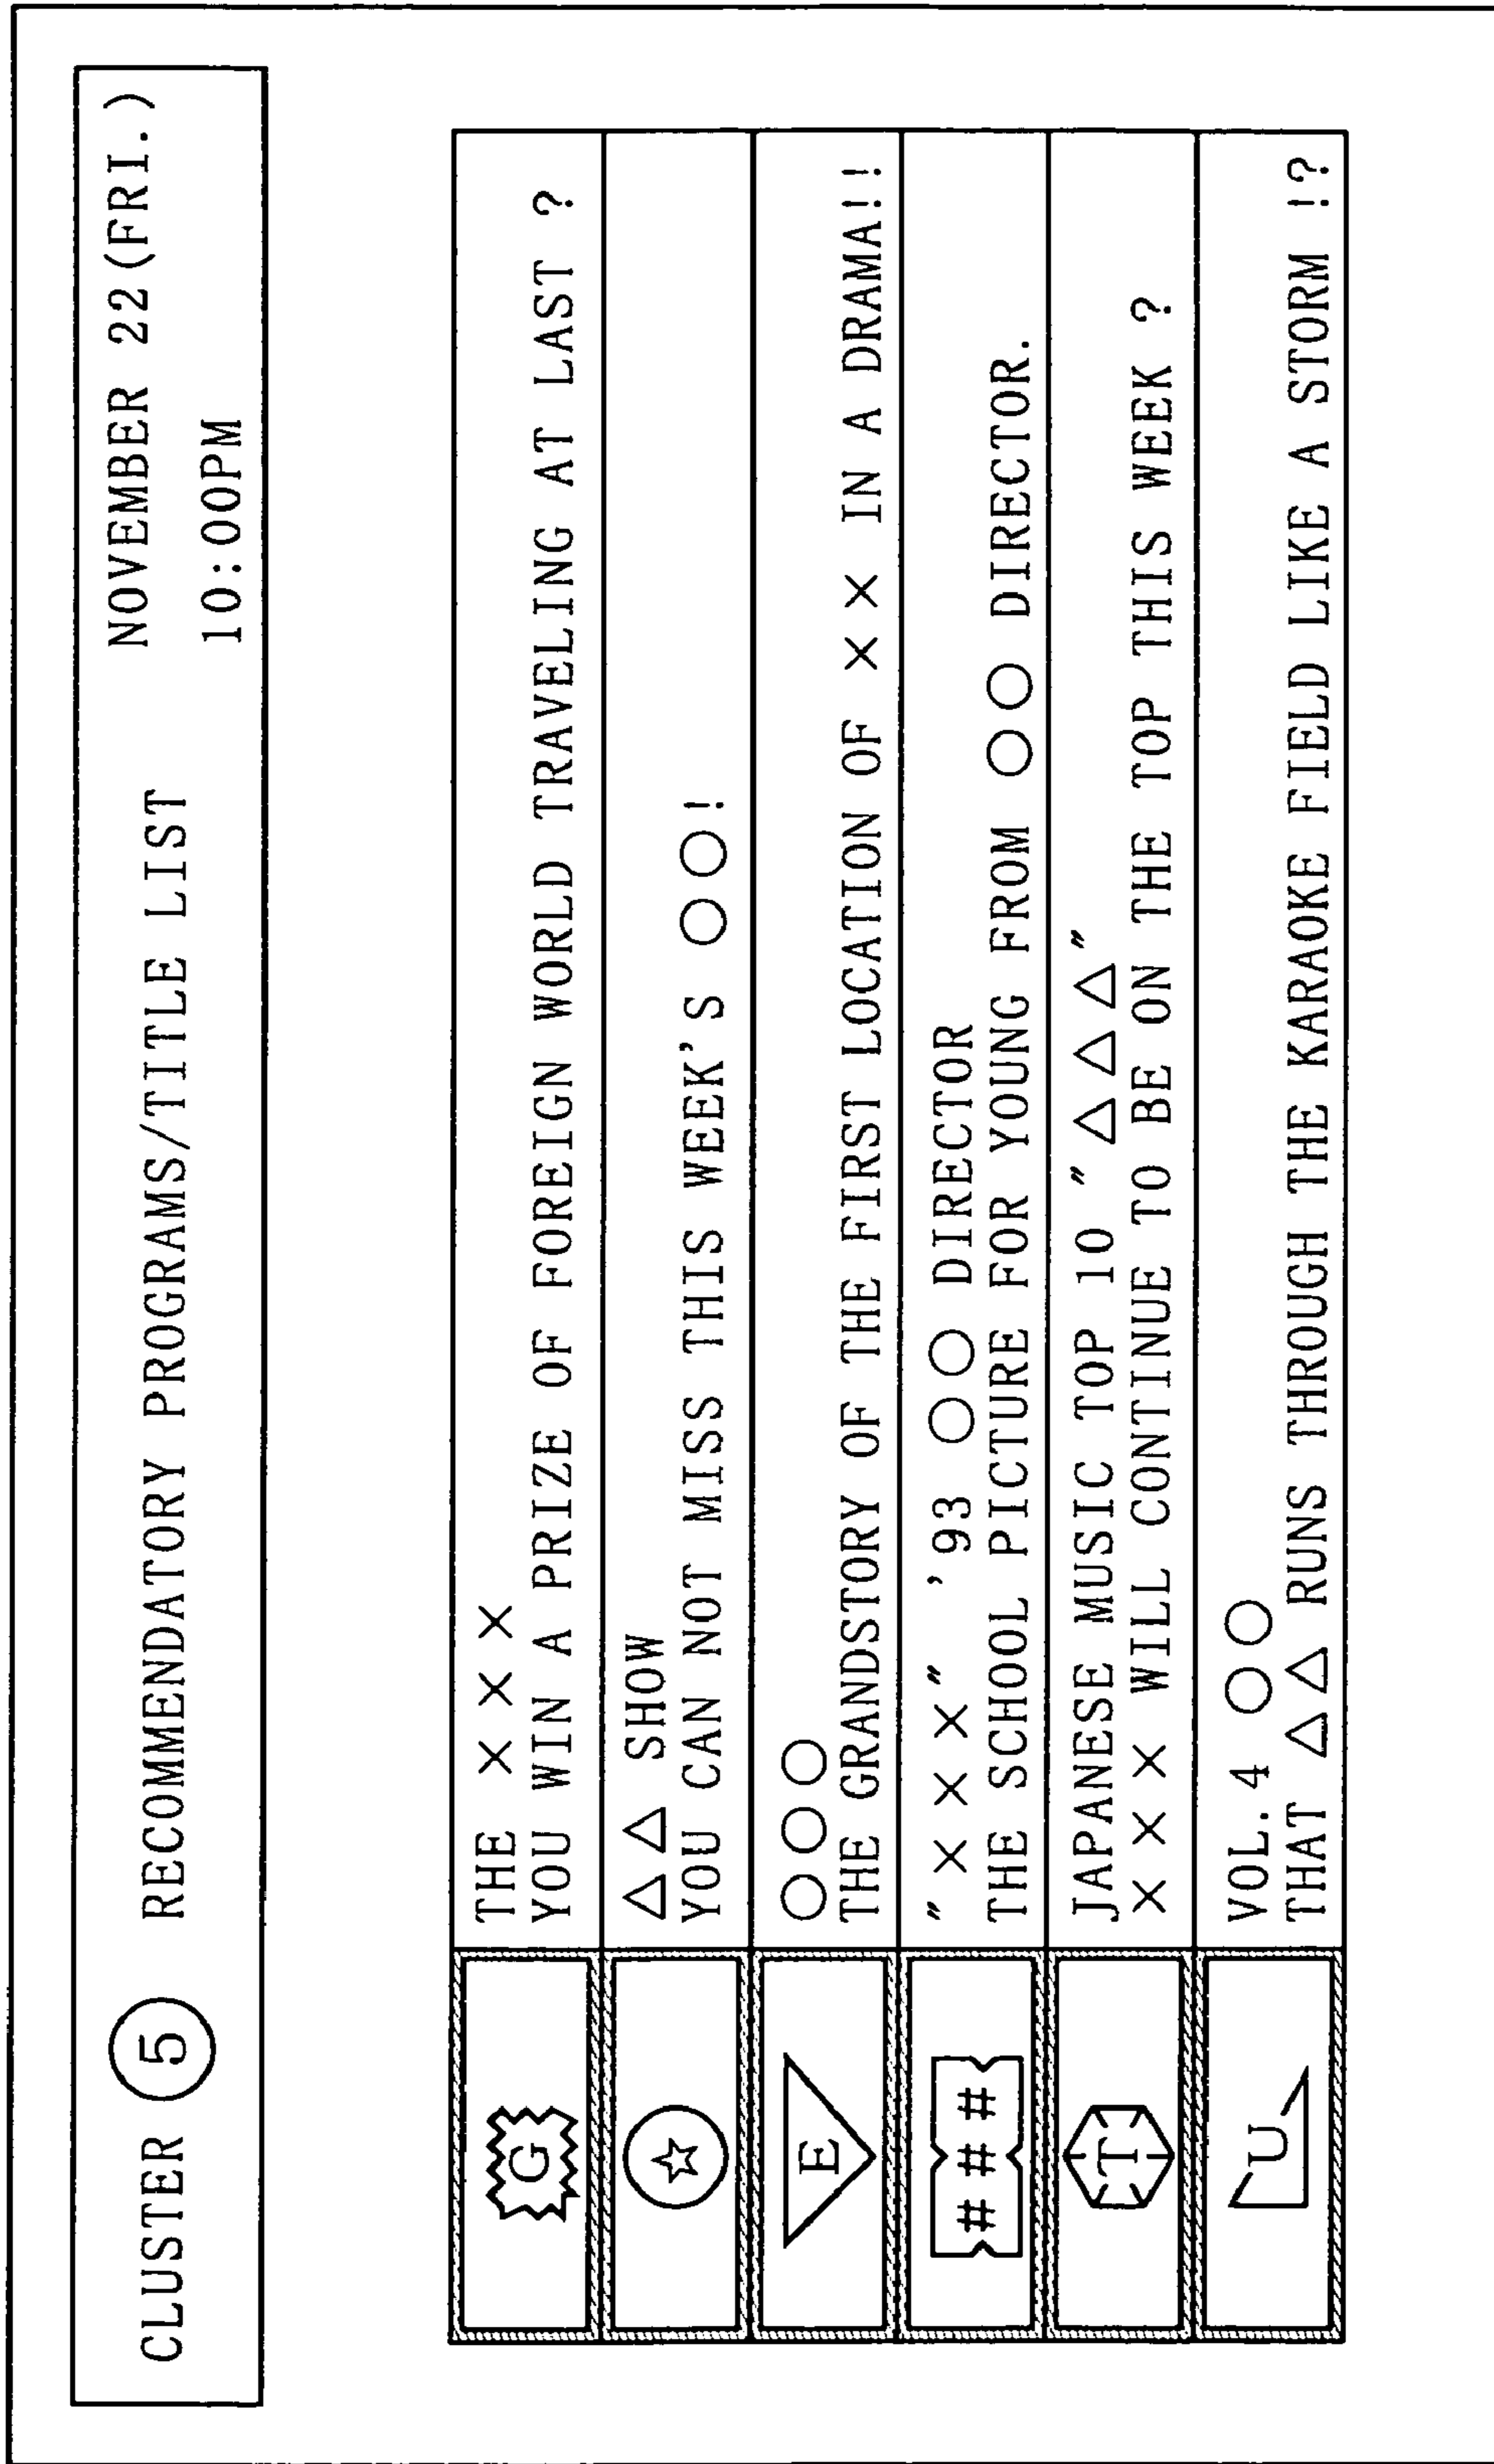 CLUSTER ⑤ RECOMMENDATORY PROGRAMS/TITLE LIST NOVEMBER 22(FRI.)
10:00PM
G
THE × × ×
YOU WIN A PRIZE OF FOREIGN WORLD TRAVELING AT LAST ?
☆
△△ SHOW
YOU CAN NOT MISS THIS WEEK'S ○○!
E
○○○
THE GRANDSTORY OF THE FIRST LOCATION OF ×× IN A DRAMA!!
###
"××××" '93 ○○ DIRECTOR
THE SCHOOL PICTURE FOR YOUNG FROM ○○ DIRECTOR.
T
JAPANESE MUSIC TOP 10 "△△△"
××× WILL CONTINUE TO BE ON THE TOP THIS WEEK ?
U
VOL.4 ○○
THAT △△ RUNS THROUGH THE KARAOKE FIELD LIKE A STORM !?